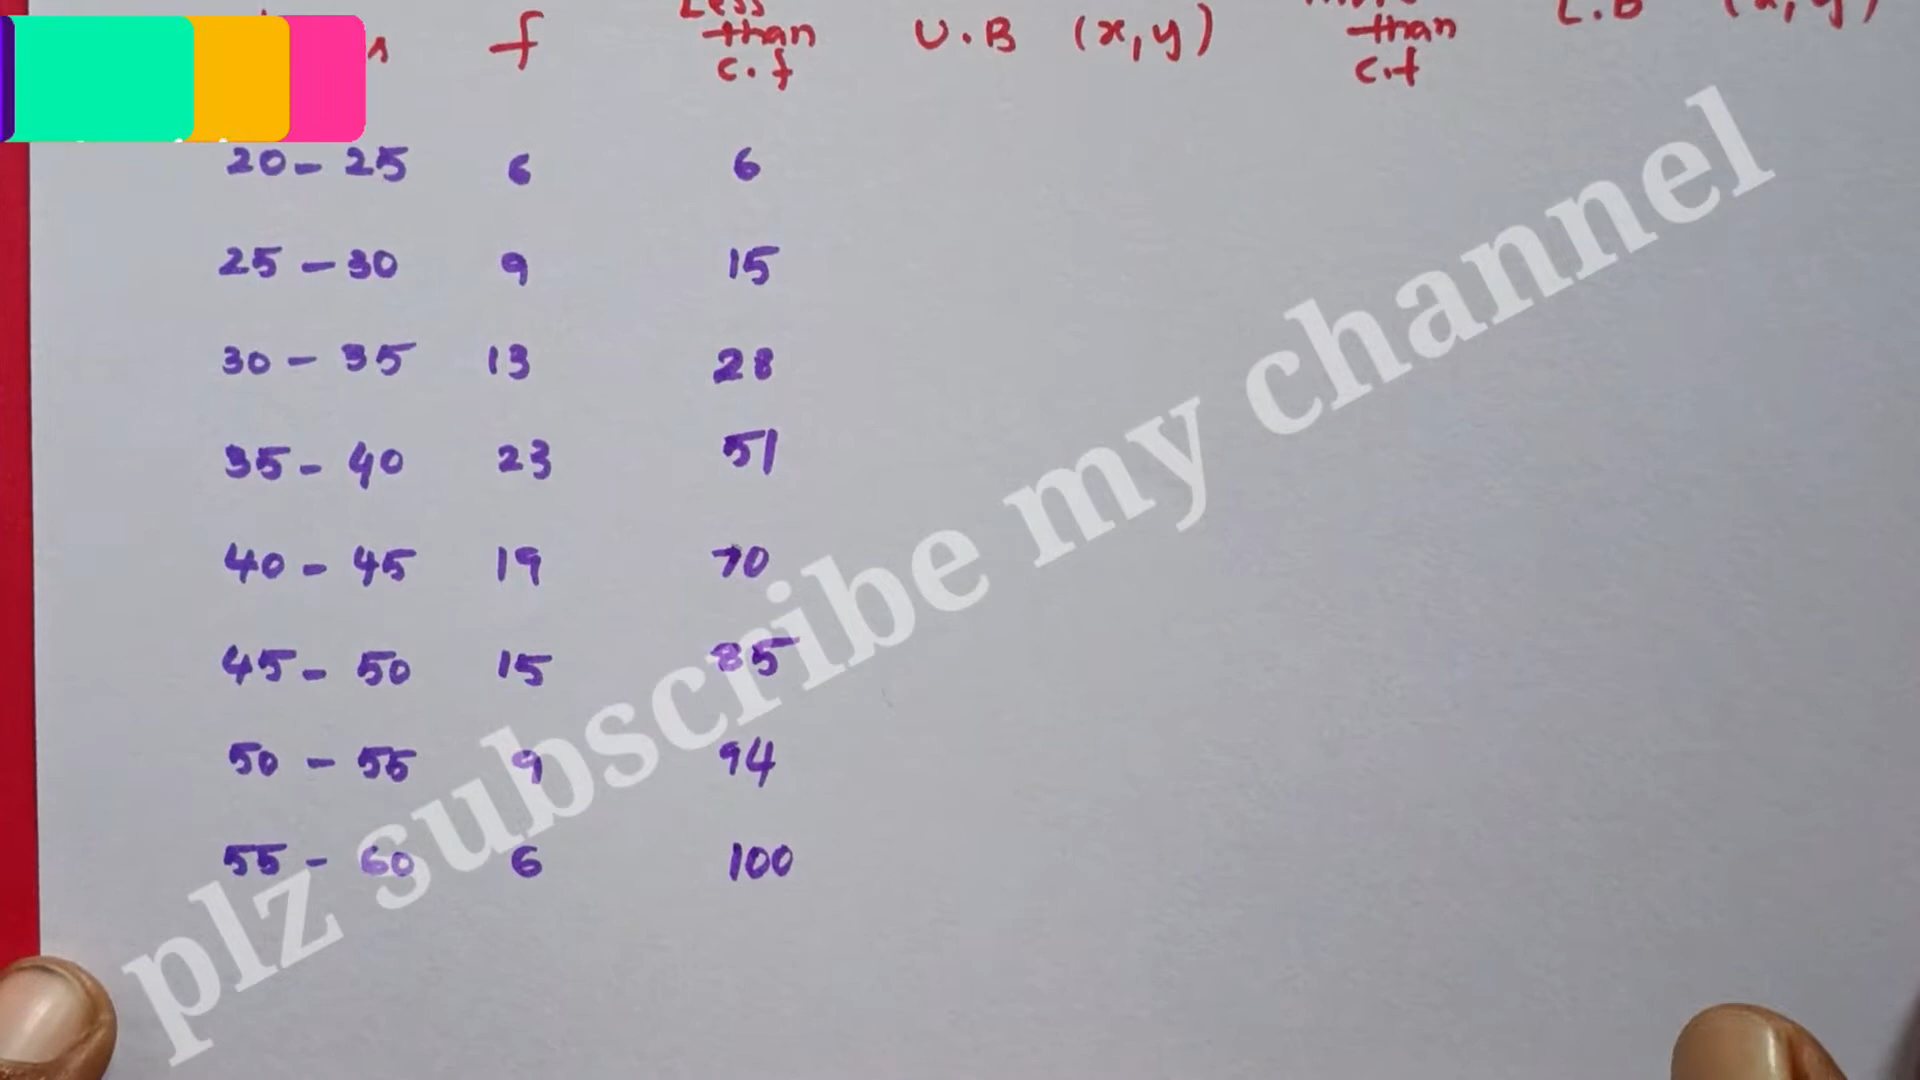 f Less than c.f U.B (x,y) than c.f L.B (x,y)
20 - 25 6 6
25 - 30 9 15
30 - 35 13 28
35 - 40 23 51
40 - 45 19 70
45 - 50 15 85
50 - 55 9 94
55 - 60 6 100
plz subscribe my channel